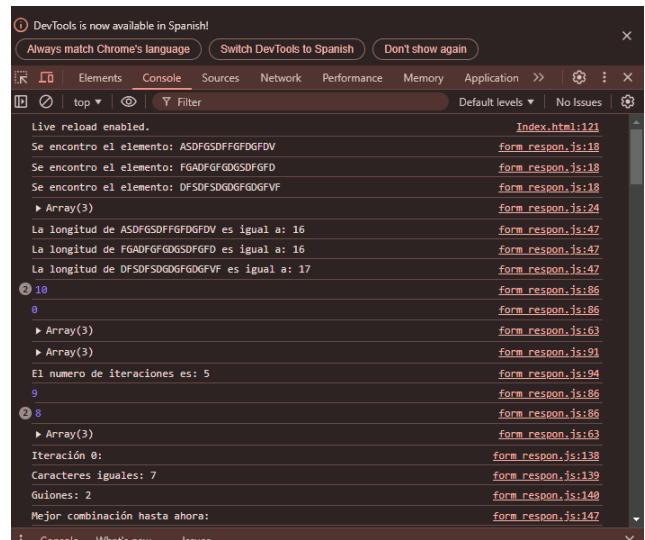 DevTools is now available in Spanish!
Always match Chrome's language Switch DevTools to Spanish Don't show again
Elements Console Sources Network Performance Memory Application
top Filter Default levels No Issues
Live reload enabled. Index.html:121
Se encontro el elemento: ASDFGSDFFGFDGFDV form respon.js:18
Se encontro el elemento: FGADFGFGDGSDFGFD form respon.js:18
Se encontro el elemento: DFSDFSDGDGFGDGFVF form respon.js:18
Array(3) form respon.js:24
La longitud de ASDFGSDFFGFDGFDV es igual a: 16 form respon.js:47
La longitud de FGADFGFGDGSDFGFD es igual a: 16 form respon.js:47
La longitud de DFSDFSDGDGFGDGFVF es igual a: 17 form respon.js:47
2 10 form respon.js:86
0 form respon.js:86
Array(3) form respon.js:63
Array(3) form respon.js:91
El numero de iteraciones es: 5 form respon.js:94
9 form respon.js:86
2 8 form respon.js:86
Array(3) form respon.js:63
Iteración 0: form respon.js:138
Caracteres iguales: 7 form respon.js:139
Guiones: 2 form respon.js:140
Mejor combinación hasta ahora: form respon.js:147
Console What's new Issues